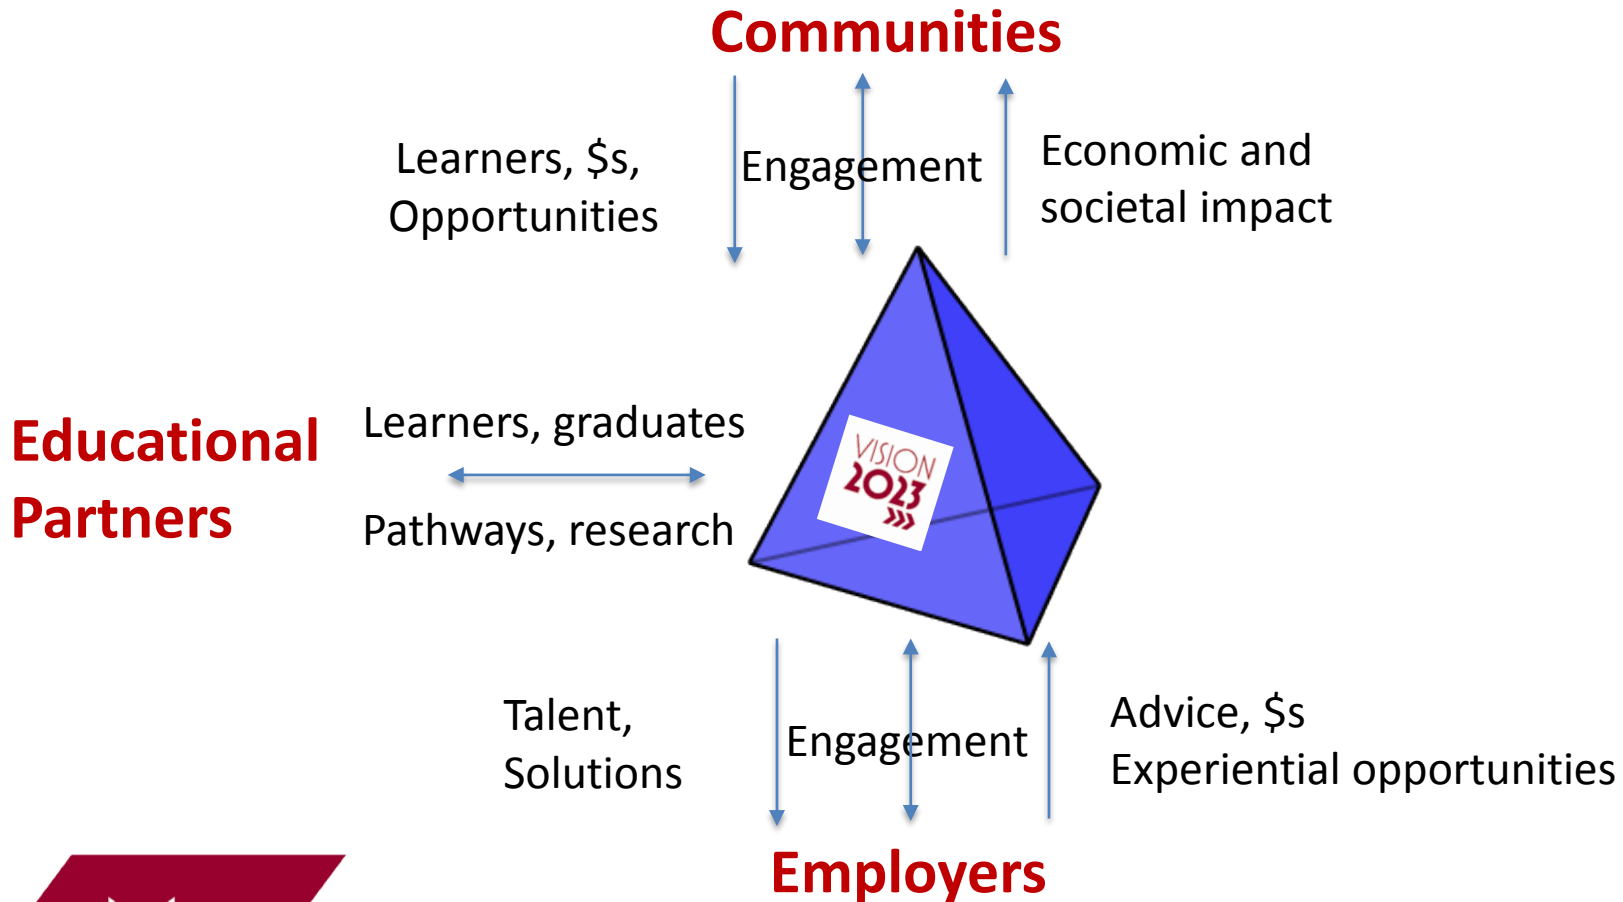 Communities
Learners, $s,
Opportunities
Engagement
Economic and
societal impact
Educational
Partners
Learners, graduates
Pathways, research
VISION
2023
Talent,
Solutions
Engagement
Advice, $s
Experiential opportunities
Employers